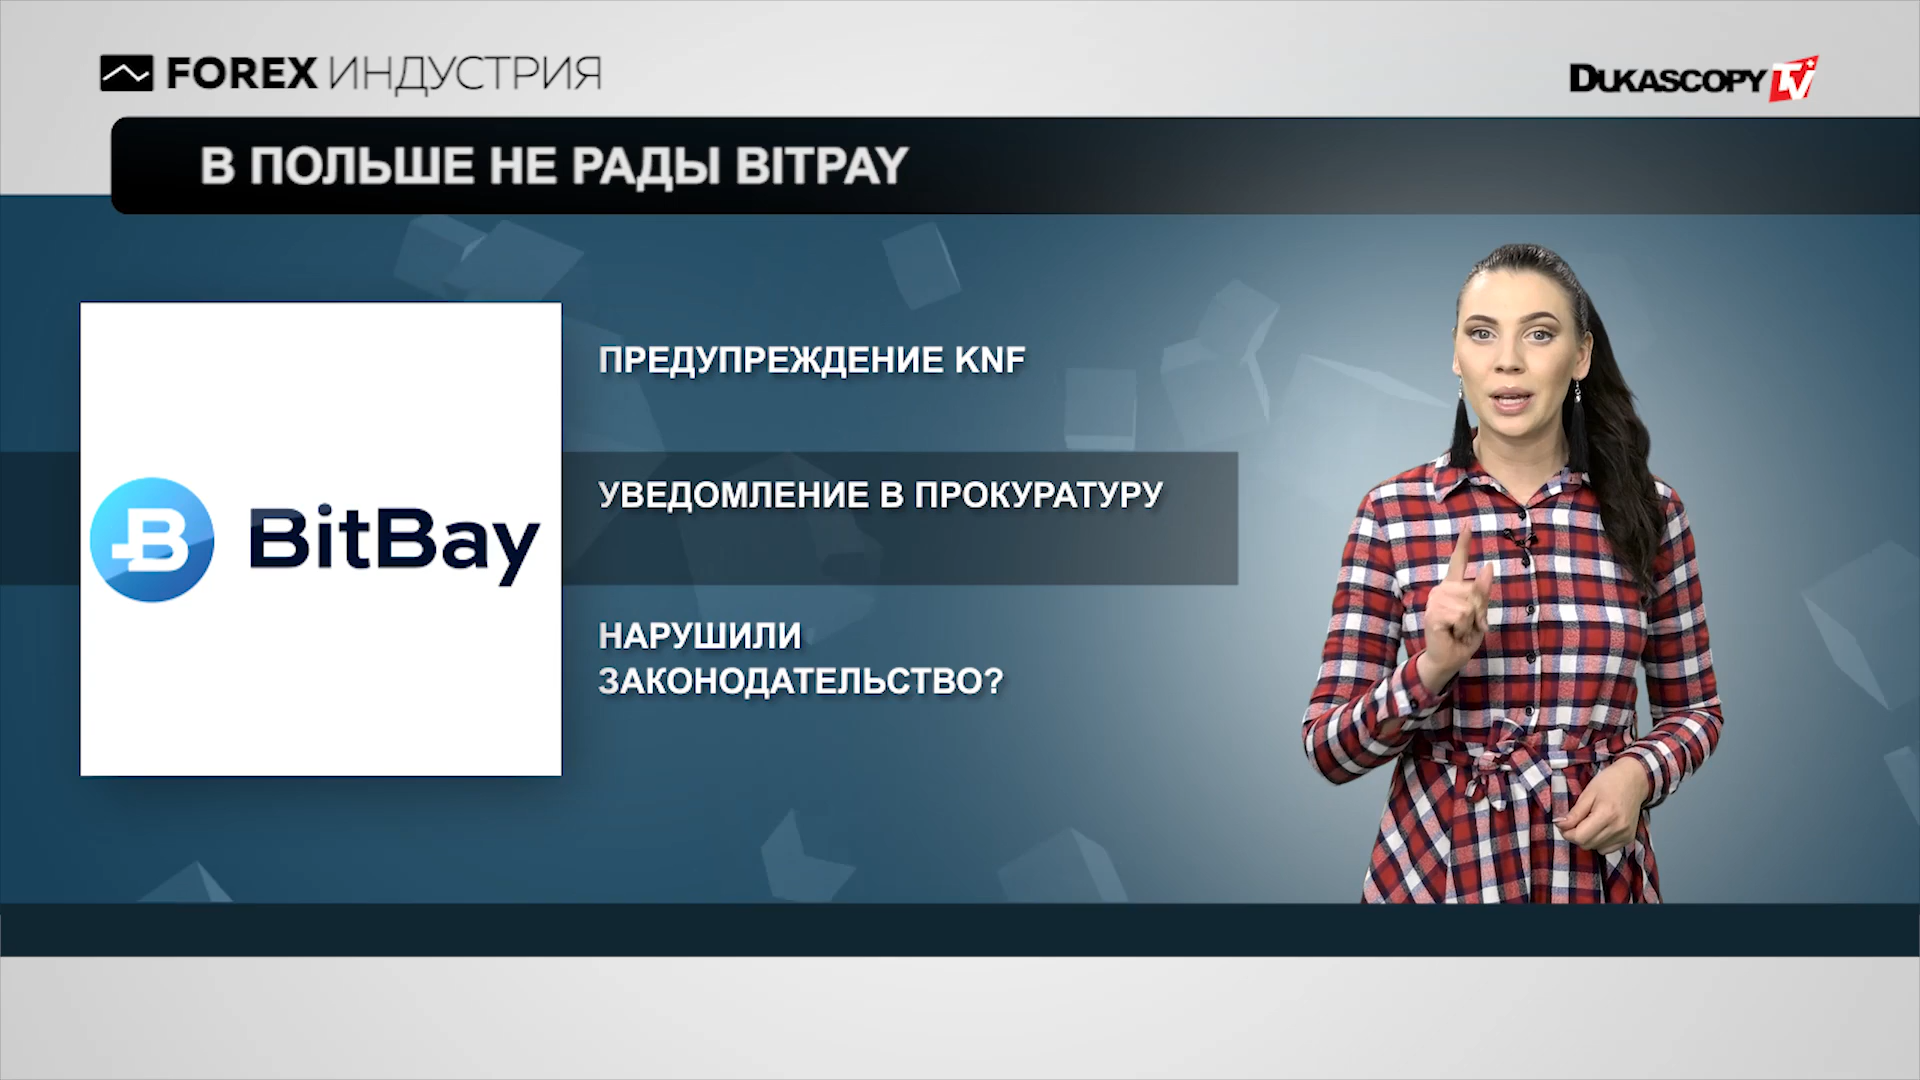 FOREX ИНДУСТРИЯ
DUKASCOPY TV
В ПОЛЬШЕ НЕ РАДЫ BITPAY
ПРЕДУПРЕЖДЕНИЕ KNF
УВЕДОМЛЕНИЕ В ПРОКУРАТУРУ
B BitBay
НАРУШИЛИ
ЗАКОНОДАТЕЛЬСТВО?